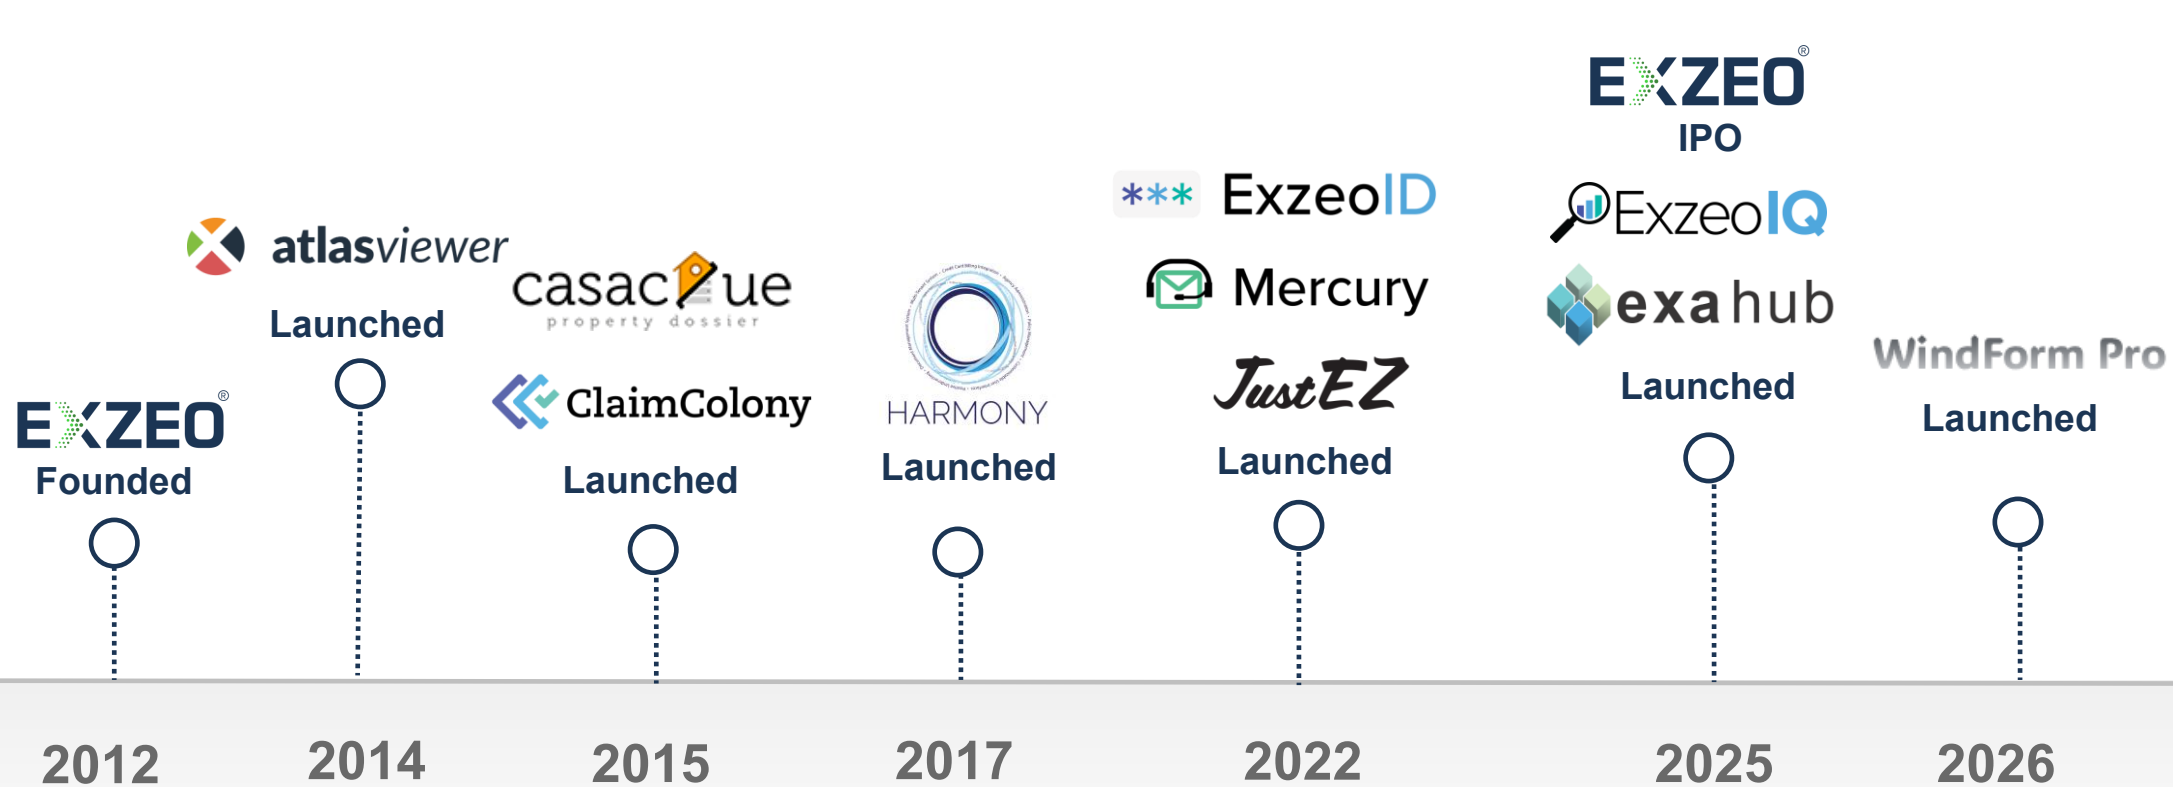 EXZEO®
Founded
atlasviewer
Launched
casaclue
property dossier
ClaimColony
Launched
HARMONY
Launched
*** ExzeoID
Mercury
JustEZ
Launched
EXZEO®
IPO
ExzeoIQ
exahub
Launched
WindForm Pro
Launched
2012
2014
2015
2017
2022
2025
2026